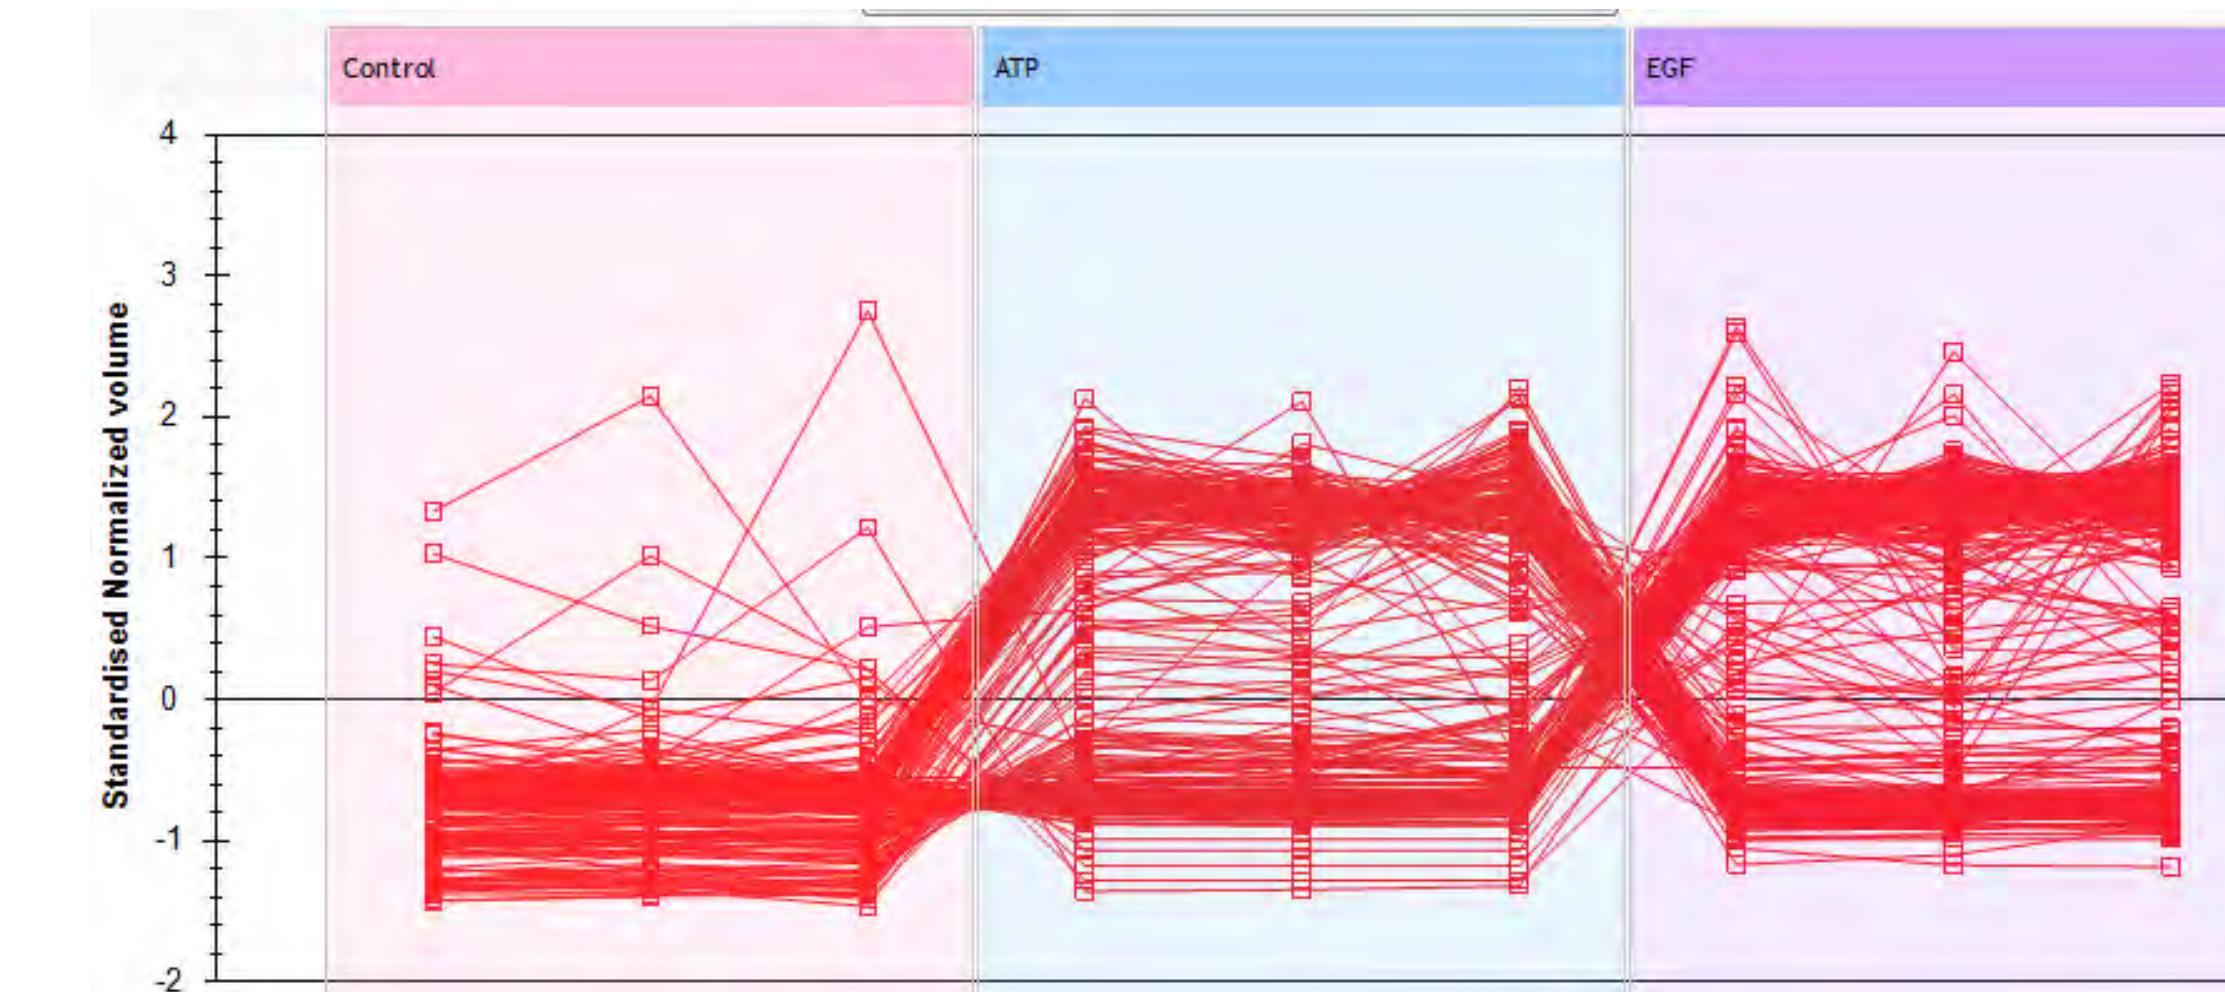 Control
ATP
EGF
4
3
2
1
0
-1
-2
Standardised Normalized volume